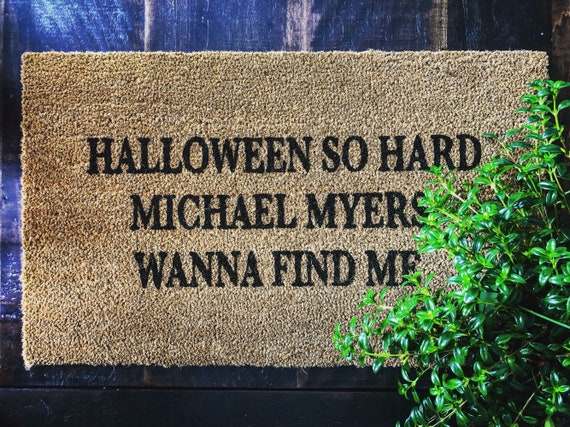 HALLOWEEN SO HARD
MICHAEL MYERS
WANNA FIND ME